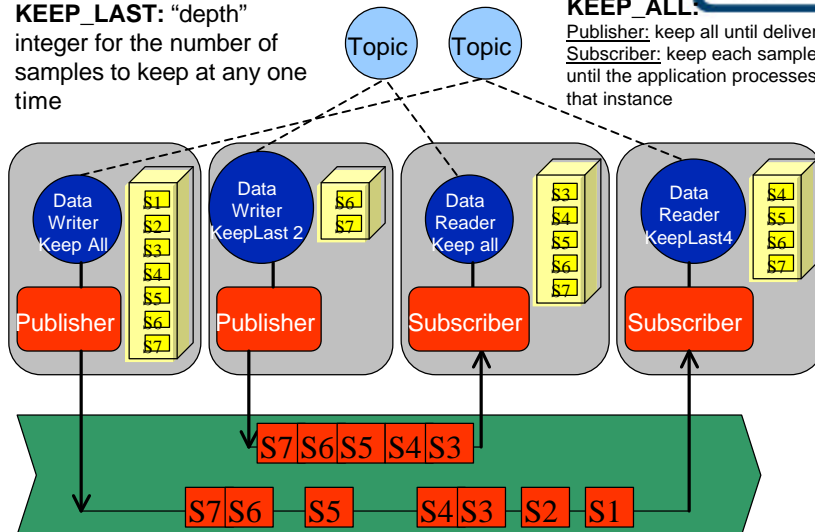 KEEP_LAST: “depth”
integer for the number of
samples to keep at any one
time
KEEP_ALL:
Publisher: keep all until deliver
Subscriber: keep each sample
until the application processes
that instance
Topic
Topic
Data
Writer
Keep All
S1
S2
S3
S4
S5
S6
S7
Publisher
Data
Writer
KeepLast 2
S6
S7
Publisher
Data
Reader
Keep all
S3
S4
S5
S6
S7
Subscriber
Data
Reader
KeepLast4
S4
S5
S6
S7
Subscriber
S7 S6 S5 S4 S3
S7 S6 S5 S4 S3 S2 S1